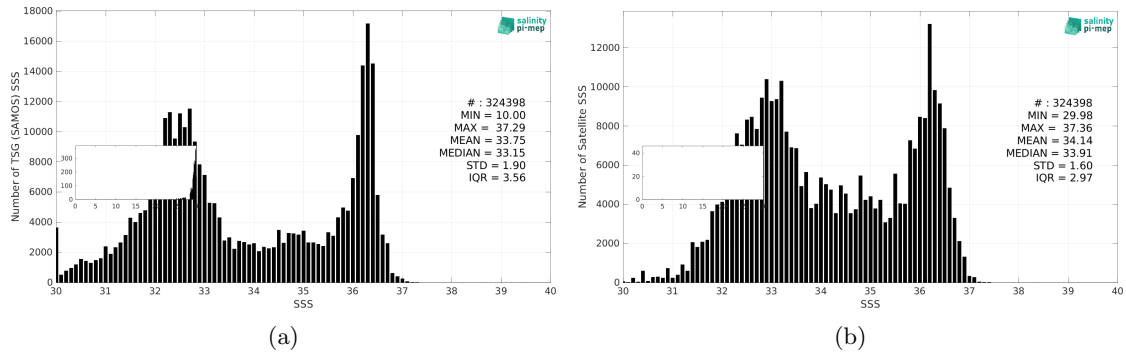 18000
16000
14000
12000
10000
8000
6000
4000
2000
0
Number of TSG (SAMOS) SSS
salinity
pi-mep
# : 324398
MIN = 10.00
MAX = 37.29
MEAN = 33.75
MEDIAN = 33.15
STD = 1.90
IQR = 3.56
300
200
100
0
0 5 10 15
30 31 32 33 34 35 36 37 38 39 40
SSS
(a)
12000
10000
8000
6000
4000
2000
0
Number of Satellite SSS
salinity
pi-mep
# : 324398
MIN = 29.98
MAX = 37.36
MEAN = 34.14
MEDIAN = 33.91
STD = 1.60
IQR = 2.97
40
20
0
0 5 10 15
30 31 32 33 34 35 36 37 38 39 40
SSS
(b)